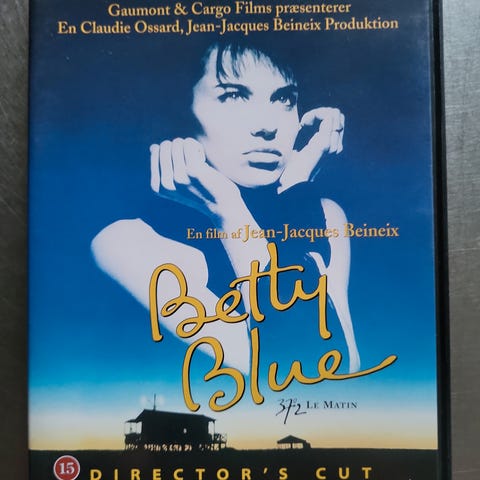 Gaumont & Cargo Films præsenterer
En Claudie Ossard, Jean-Jacques Beineix Produktion
En film af Jean-Jacques Beineix
Betty
Blue
37°2 LE MATIN
15 DIRECTOR'S CUT